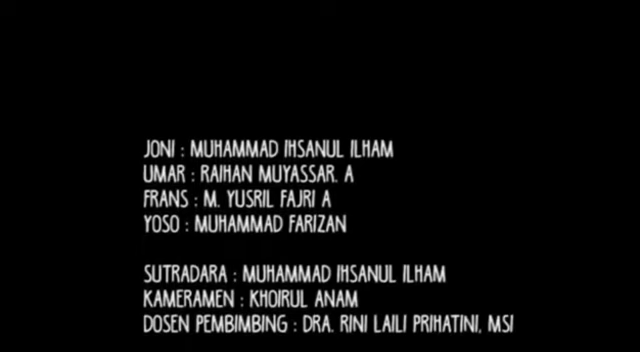 JONI : MUHAMMAD IHSANUL ILHAM
UMAR : RAIHAN MUYASSAR. A
FRANS : M. YUSRIL FAJRI A
YOSO : MUHAMMAD FARIZAN
SUTRADARA : MUHAMMAD IHSANUL ILHAM
KAMERAMEN : KHOIRUL ANAM
DOSEN PEMBIMBING : DRA. RINI LAILI PRIHATINI, MSI